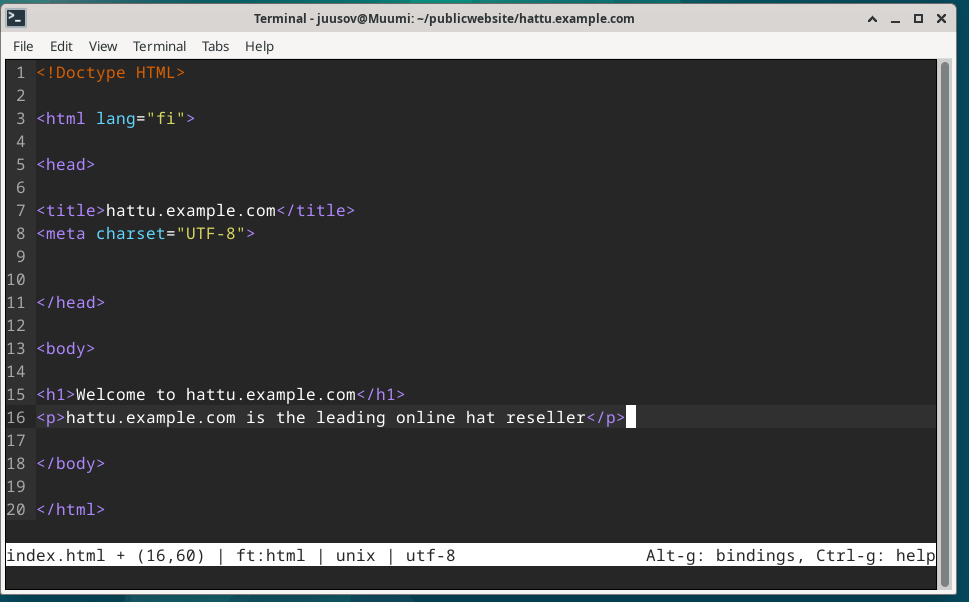 Terminal - juusov@Muumi: ~/publicwebsite/hattu.example.com
File Edit View Terminal Tabs Help
1 <!Doctype HTML>
2
3 <html lang="fi">
4
5 <head>
6
7 <title>hattu.example.com</title>
8 <meta charset="UTF-8">
9
10
11 </head>
12
13 <body>
14
15 <h1>Welcome to hattu.example.com</h1>
16 <p>hattu.example.com is the leading online hat reseller</p>
17
18 </body>
19
20 </html>
index.html + (16,60) | ft:html | unix | utf-8 Alt-g: bindings, Ctrl-g: help